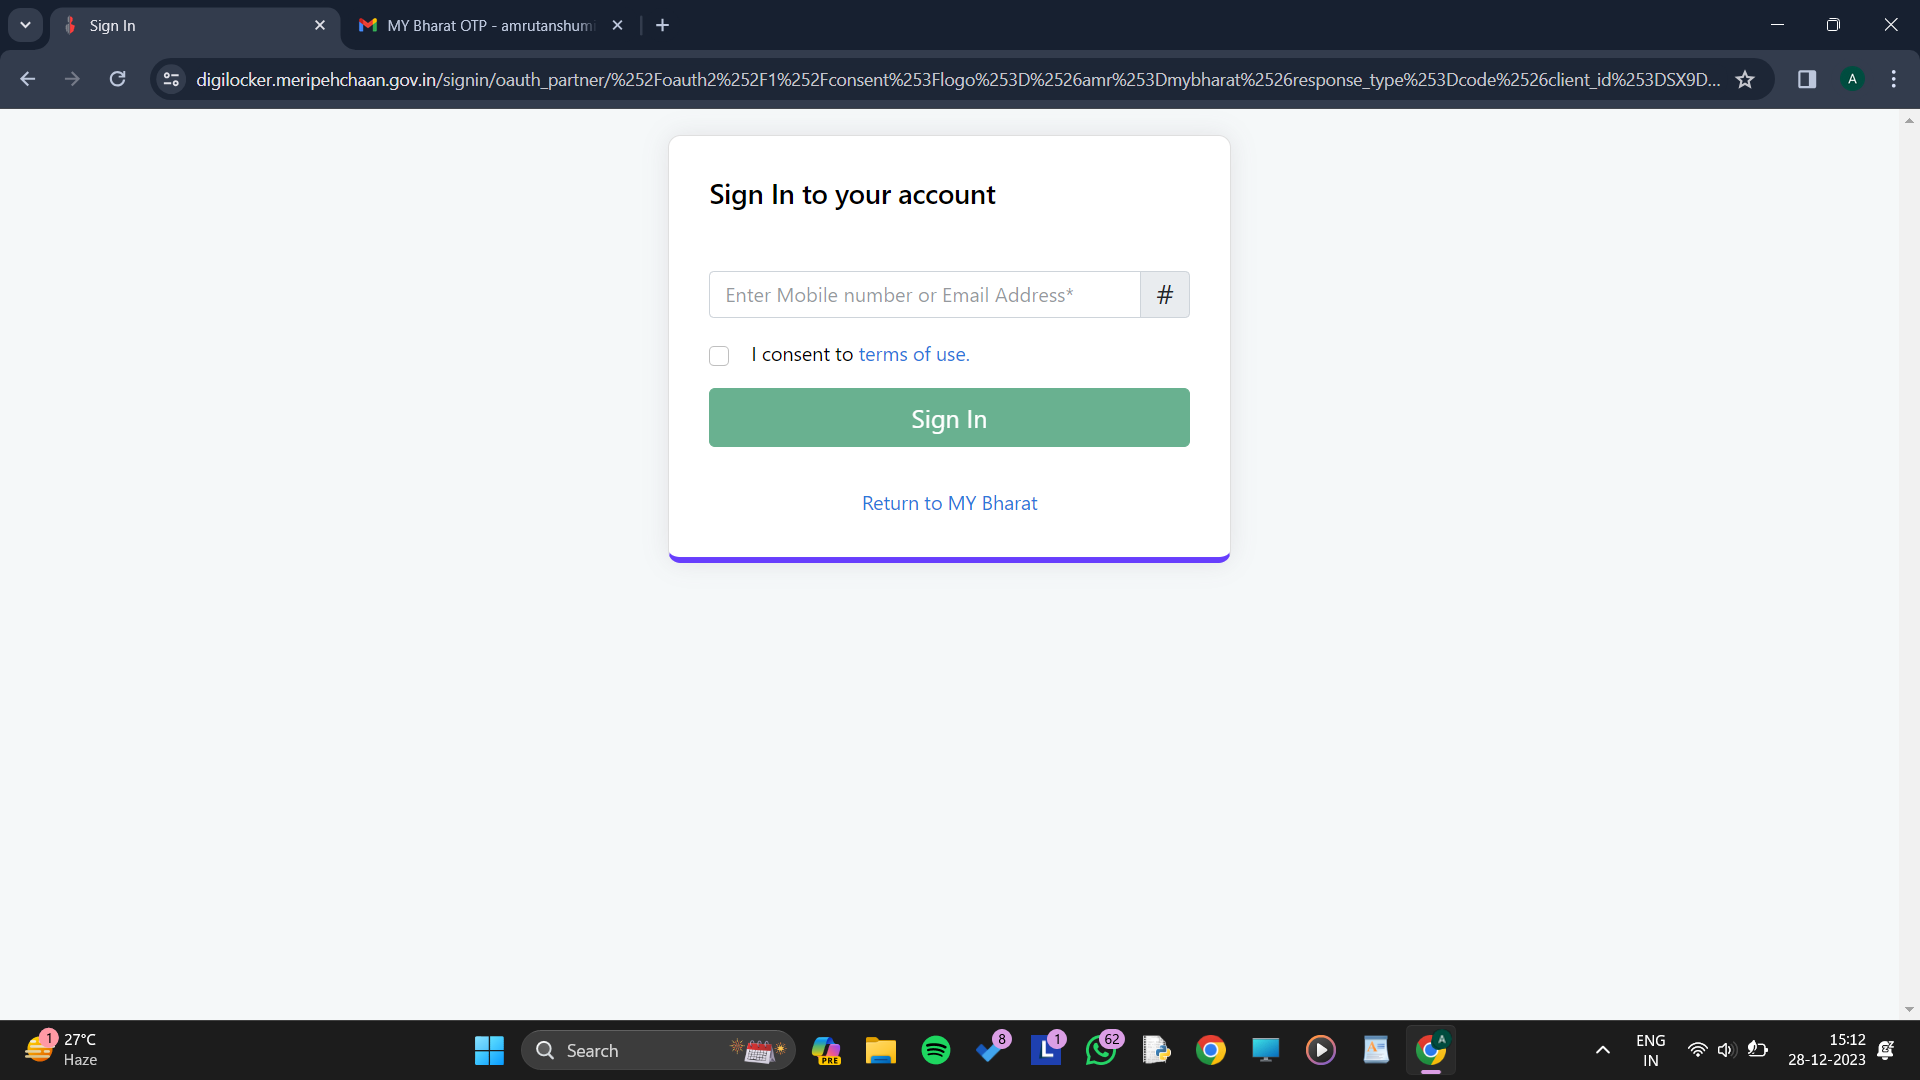 Sign In
MY Bharat OTP - amrutanshum
digilocker.meripehchaan.gov.in/signin/oauth_partner/%252Foauth2%252F1%252Fconsent%253Flogo%253D%2526amr%253Dmybharat%2526response_type%253Dcode%2526client_id%253DSX9D...
A
Sign In to your account
Enter Mobile number or Email Address*
#
I consent to terms of use.
Sign In
Return to MY Bharat
1
27°C
Haze
Search
PRE
8
L
1
62
A
ENG
IN
15:12
28-12-2023